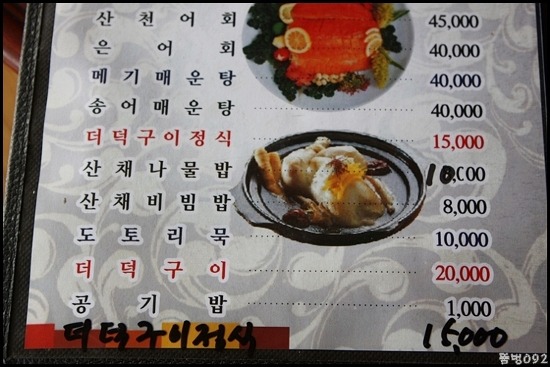 산천어회 45,000
은어회 40,000
메기매운탕 40,000
송어매운탕 40,000
더덕구이정식 15,000
산채나물밥 10,000
산채비빔밥 8,000
도토리묵 10,000
더덕구이 20,000
공기밥 1,000
더덕구이정식 15,000
뜸벙092